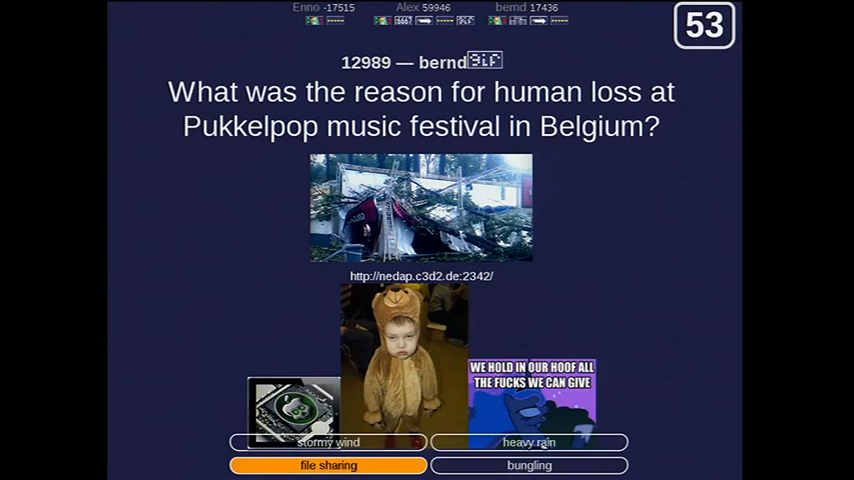 Enno -17515 Alex 59946 bernd 17436
53
12989 — bernd
What was the reason for human loss at
Pukkelpop music festival in Belgium?
http://nedap.c3d2.de:2342/
WE HOLD IN OUR HOOF ALL
THE FUCKS WE CAN GIVE
stormy wind heavy rain
file sharing bungling